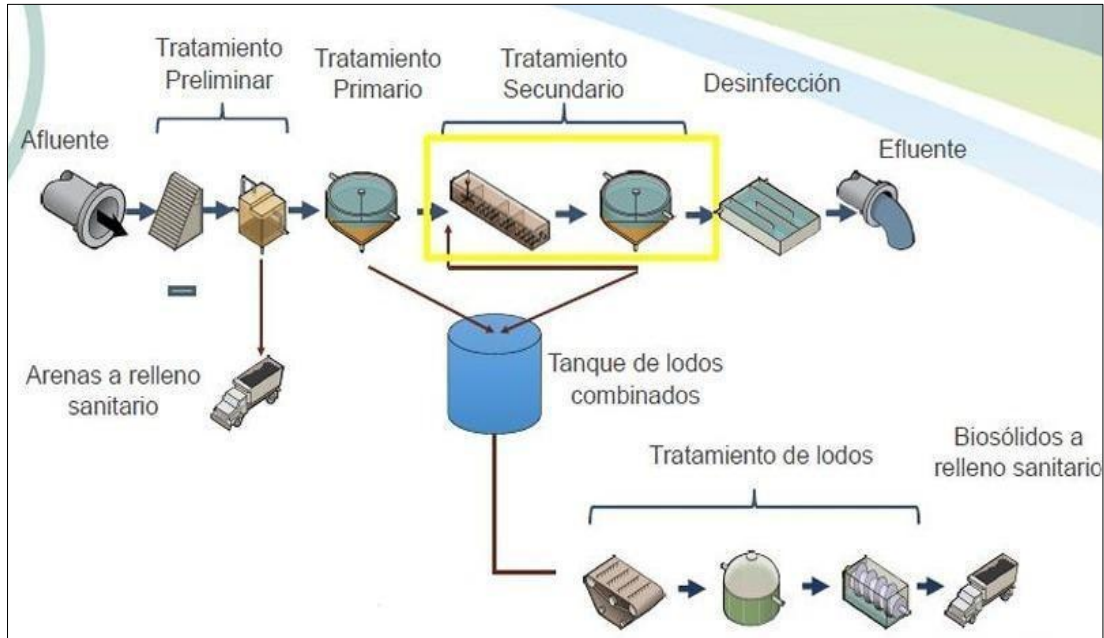 Tratamiento
Preliminar
Tratamiento
Primario
Tratamiento
Secundario
Desinfección
Afluente
Efluente
Arenas a relleno
sanitario
Tanque de lodos
combinados
Tratamiento de lodos
Biosólidos a
relleno sanitario